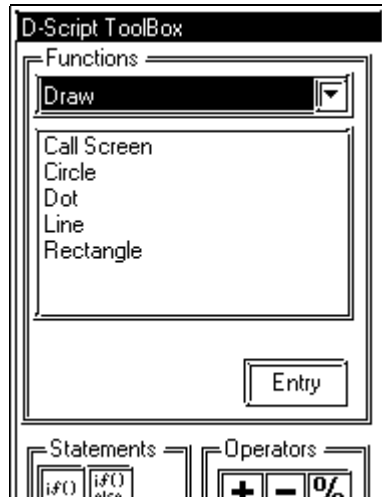 D-Script ToolBox
Functions
Draw
Call Screen
Circle
Dot
Line
Rectangle
Entry
Statements Operators
if() if() + - %
else